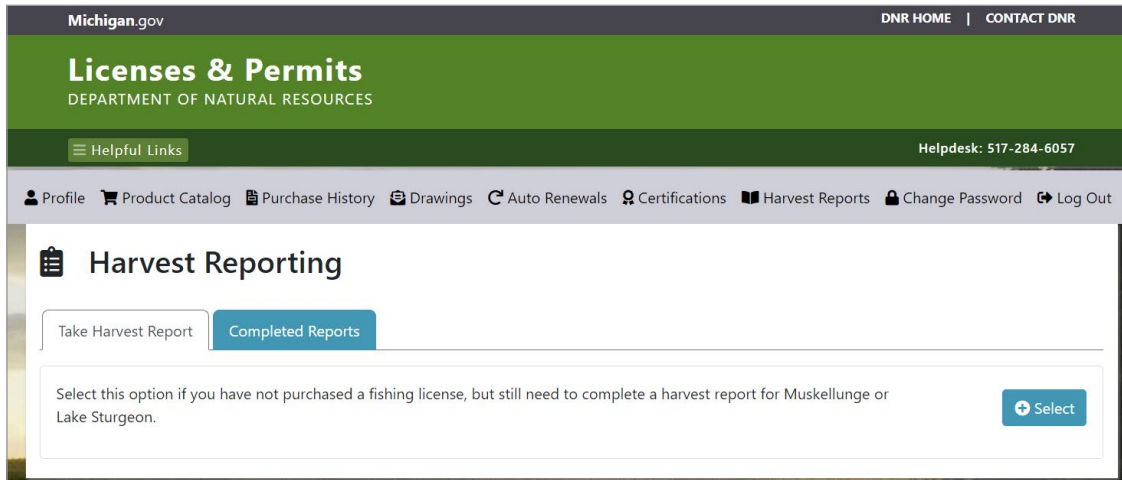 Michigan.gov
DNR HOME | CONTACT DNR
Licenses & Permits
DEPARTMENT OF NATURAL RESOURCES
Helpful Links
Helpdesk: 517-284-6057
Profile Product Catalog Purchase History Drawings Auto Renewals Certifications Harvest Reports Change Password Log Out
Harvest Reporting
Take Harvest Report
Completed Reports
Select this option if you have not purchased a fishing license, but still need to complete a harvest report for Muskellunge or
Lake Sturgeon.
Select